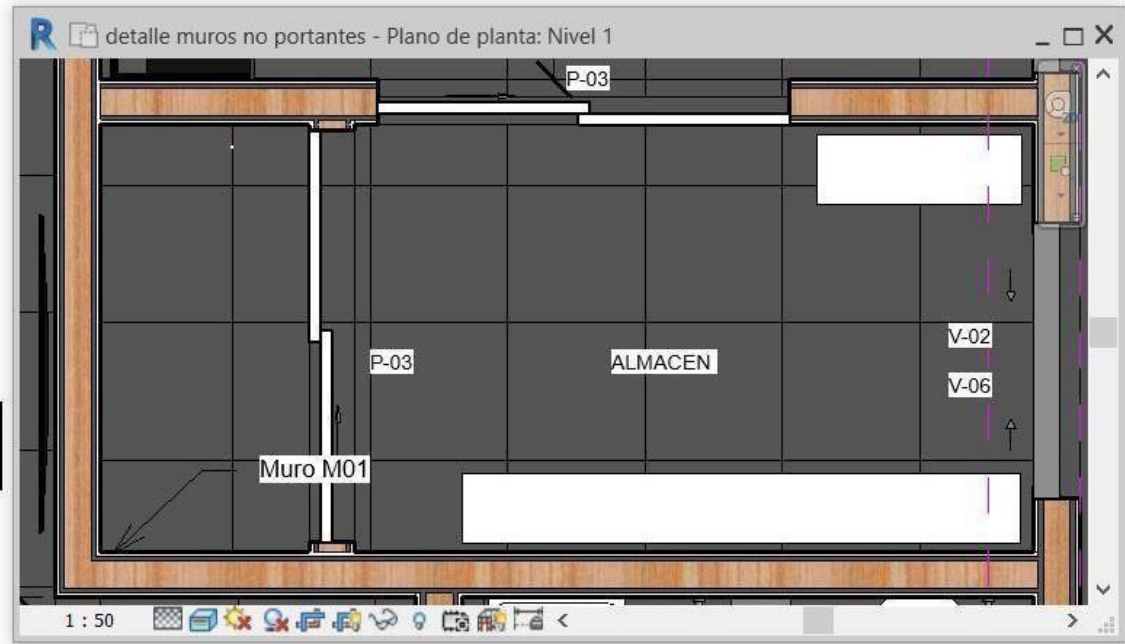 detalle muros no portantes - Plano de planta: Nivel 1
P-03
V-02
P-03
ALMACEN
V-06
Muro M01
1 : 50